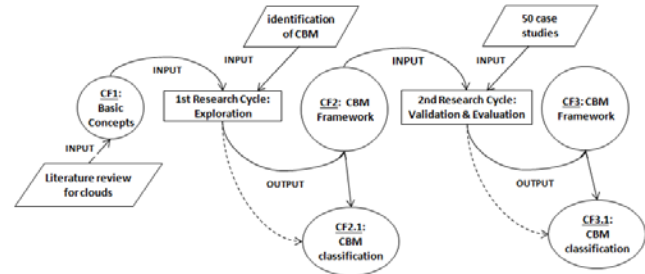 identification
of CBM
50 case
studies
INPUT
INPUT
INPUT
INPUT
CF1:
Basic
Concepts
1st Research Cycle:
Exploration
CF2: CBM
Framework
2nd Research Cycle:
Validation & Evaluation
CF3: CBM
Framework
INPUT
Literature review
for clouds
OUTPUT
OUTPUT
CF2.1:
CBM
classification
CF3.1:
CBM
classification